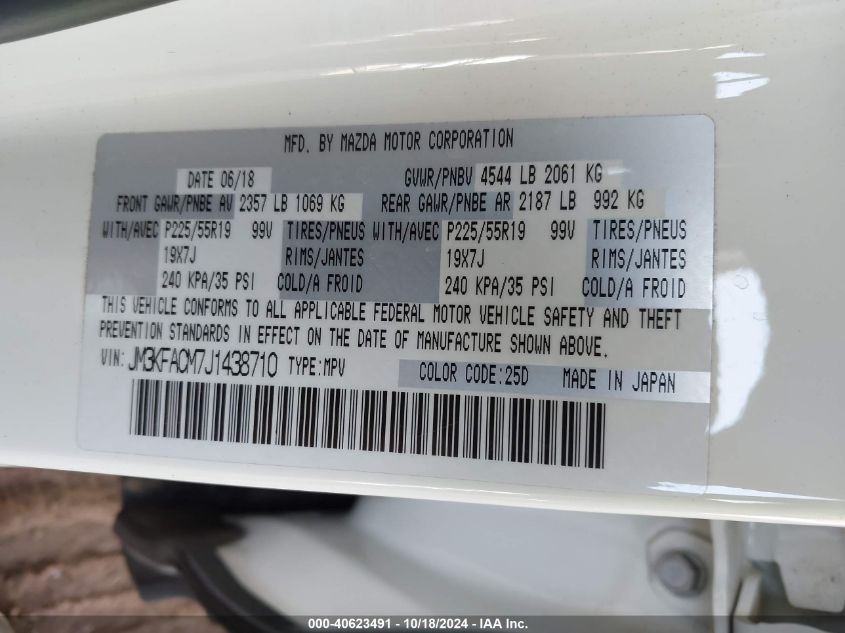 MFD. BY MAZDA MOTOR CORPORATION
DATE 06/18 GVWR/PNBV 4544 LB 2061 KG
FRONT GAWR/PNBE AV 2357 LB 1069 KG REAR GAWR/PNBE AR 2187 LB 992 KG
WITH/AVEC P225/55R19 99V TIRES/PNEUS WITH/AVEC P225/55R19 99V TIRES/PNEUS
19X7J RIMS/JANTES 19X7J RIMS/JANTES
240 KPA/35 PSI COLD/A FROID 240 KPA/35 PSI COLD/A FROID
THIS VEHICLE CONFORMS TO ALL APPLICABLE FEDERAL MOTOR VEHICLE SAFETY AND THEFT
PREVENTION STANDARDS IN EFFECT ON THE DATE OF MANUFACTURE SHOWN ABOVE.
VIN: JM3KFACM7J1438710 TYPE:MPV COLOR CODE:25D MADE IN JAPAN
000-40623491 - 10/18/2024 - IAA Inc.